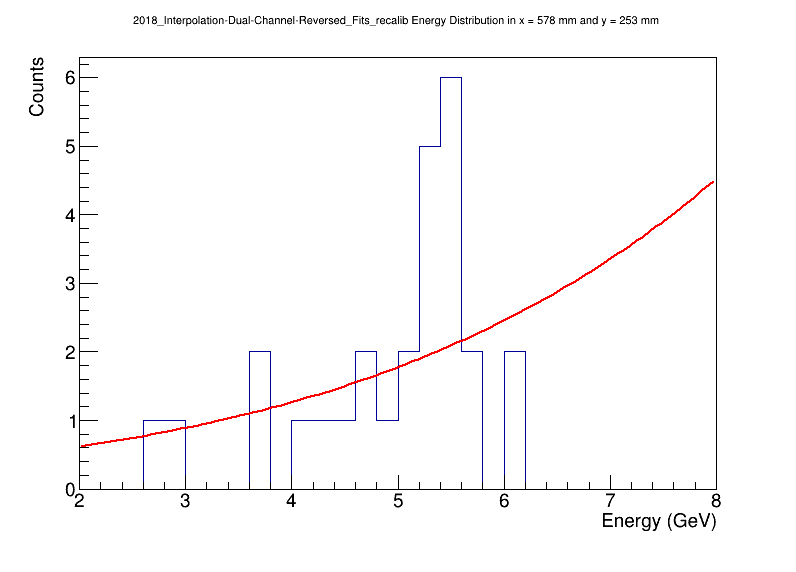 2018_Interpolation-Dual-Channel-Reversed_Fits_recalib Energy Distribution in x = 578 mm and y = 253 mm
Counts
6
5
4
3
2
1
0
2 3 4 5 6 7 8
Energy (GeV)